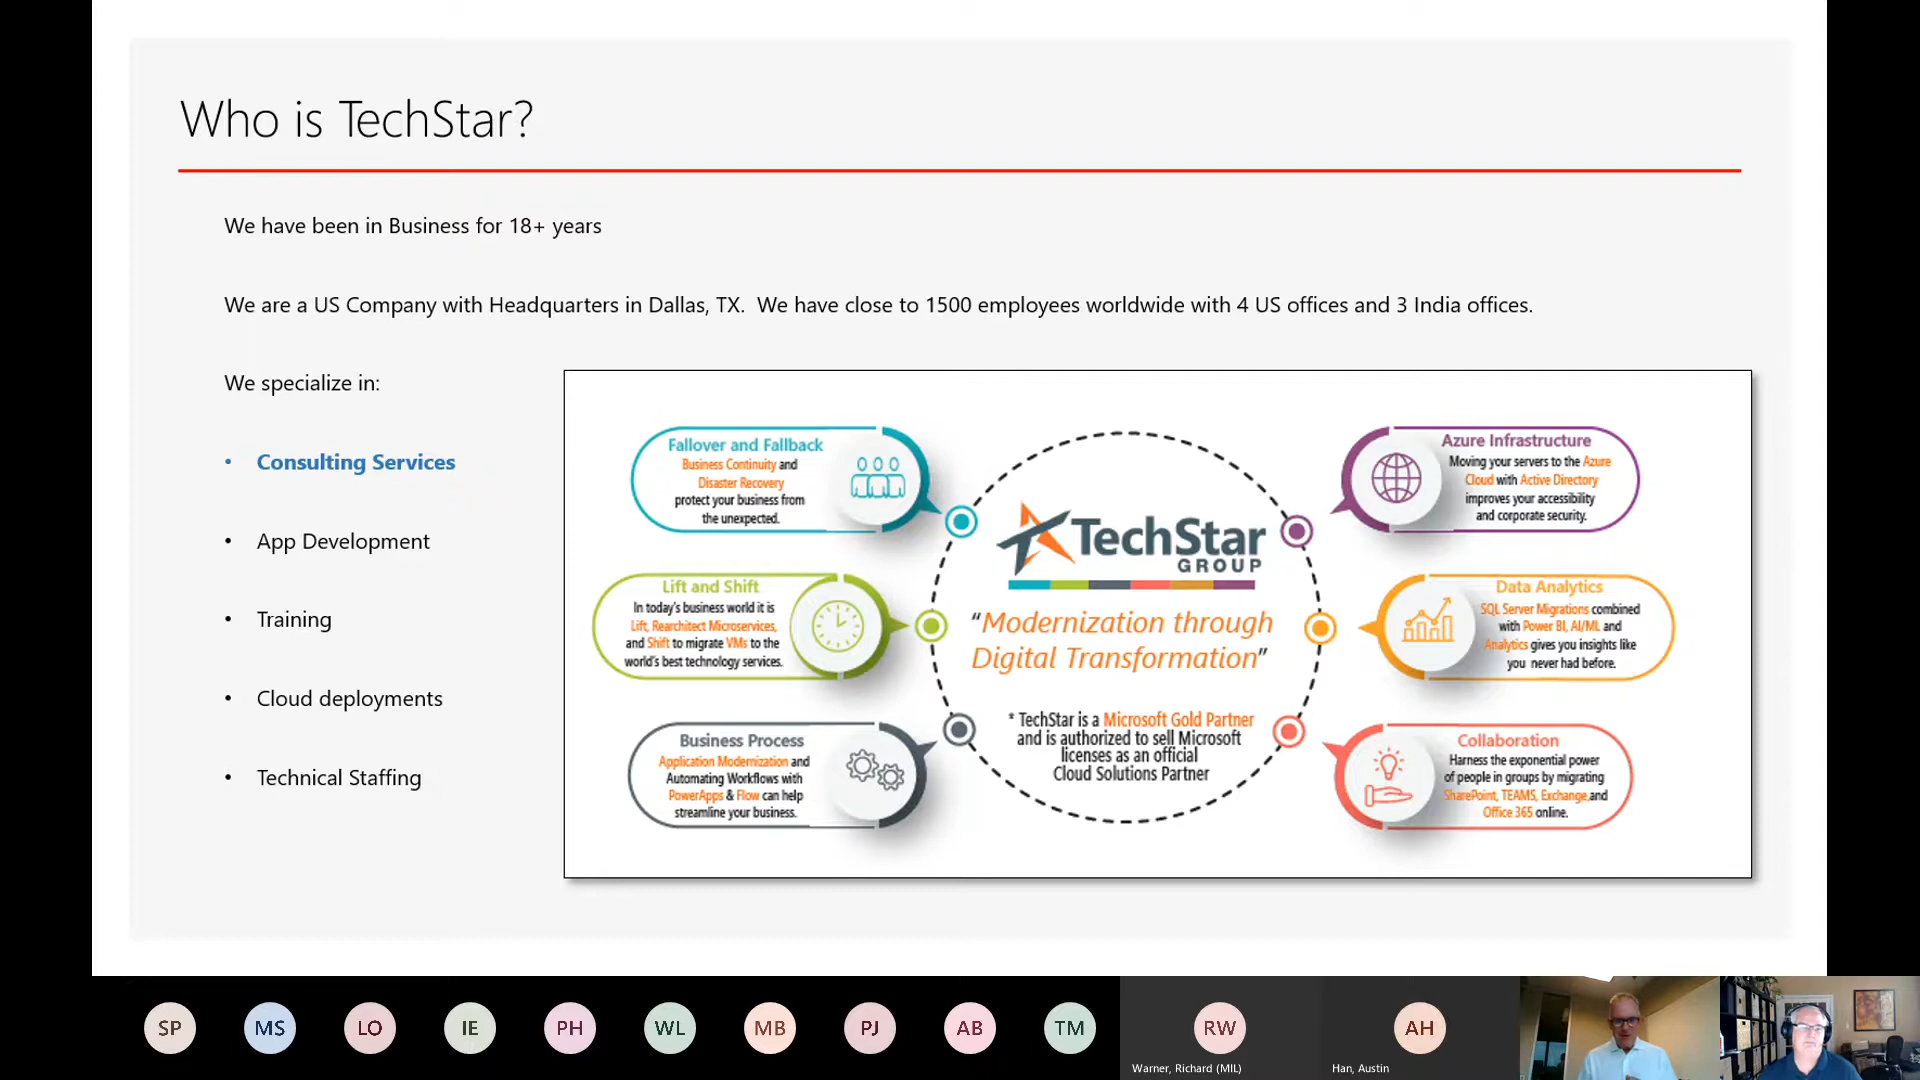 Who is TechStar?
We have been in Business for 18+ years
We are a US Company with Headquarters in Dallas, TX.  We have close to 1500 employees worldwide with 4 US offices and 3 India offices.
We specialize in:
• Consulting Services
• App Development
• Training
• Cloud deployments
• Technical Staffing
Fallover and Fallback
Business Continuity and
Disaster Recovery
protect your business from
the unexpected.
Lift and Shift
In today's business world it is
Lift, Rearchitect Microservices,
and Shift to migrate VMs to the
world's best technology services.
Business Process
Application Modernization and
Automating Workflows with
PowerApps & Flow can help
streamline your business.
TechStar
GROUP
"Modernization through
Digital Transformation"
* TechStar is a Microsoft Gold Partner
and is authorized to sell Microsoft
licenses as an official
Cloud Solutions Partner
Azure Infrastructure
Moving your servers to the Azure
Cloud with Active Directory
improves your accessibility
and corporate security.
Data Analytics
SQL Server Migrations combined
with Power BI, AI/ML and
Analytics gives you insights like
you never had before.
Collaboration
Harness the exponential power
of people in groups by migrating
SharePoint, TEAMS, Exchange,and
Office 365 online.
SP MS LO IE PH WL MB PJ AB TM RW AH
Warner, Richard (MIL) Han, Austin